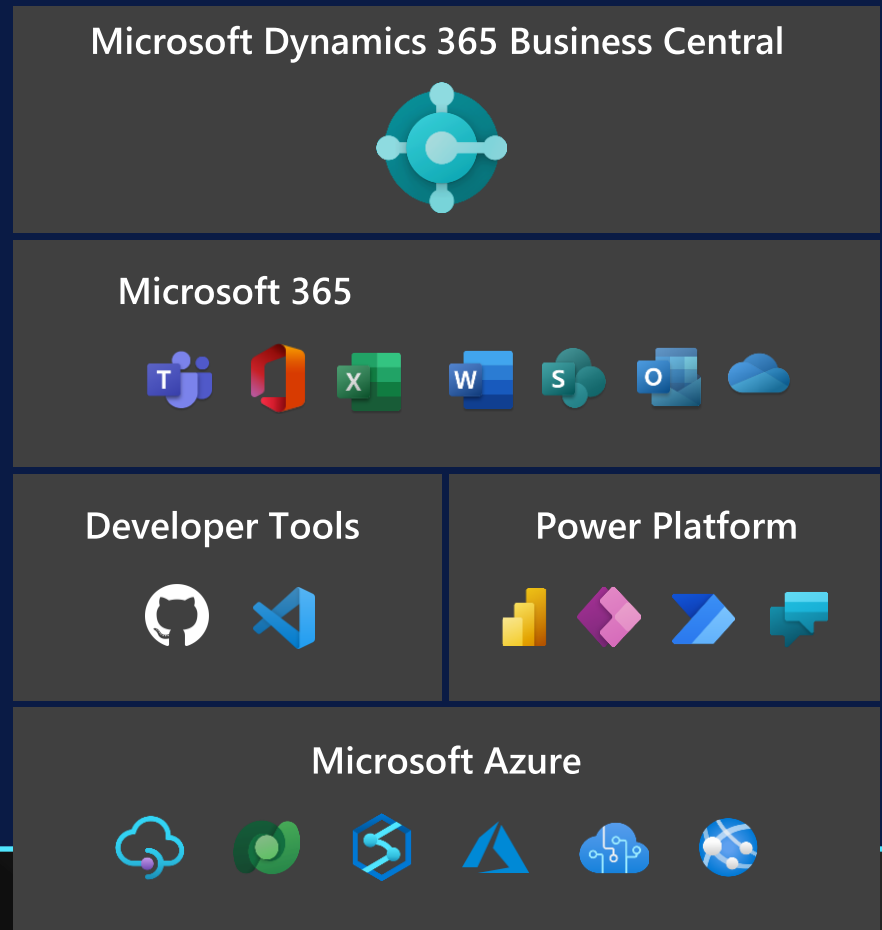 Microsoft Dynamics 365 Business Central
Microsoft 365
T
X
W
S
O
Developer Tools
Power Platform
Microsoft Azure